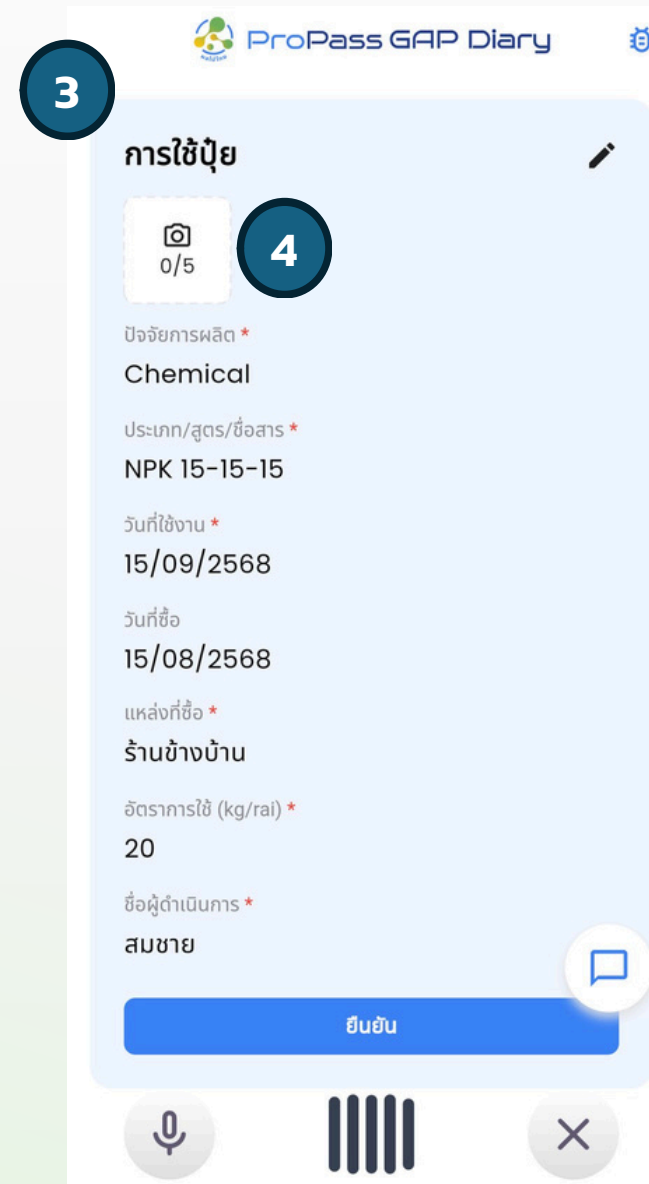 ProPass GAP Diary
3
การใช้ปุ๋ย
0/5
4
ปัจจัยการผลิต *
Chemical
ประเภท/สูตร/ชื่อสาร *
NPK 15-15-15
วันที่ใช้งาน *
15/09/2568
วันที่ซื้อ
15/08/2568
แหล่งที่ซื้อ *
ร้านข้างบ้าน
อัตราการใช้ (kg/rai) *
20
ชื่อผู้ดำเนินการ *
สมชาย
ยืนยัน